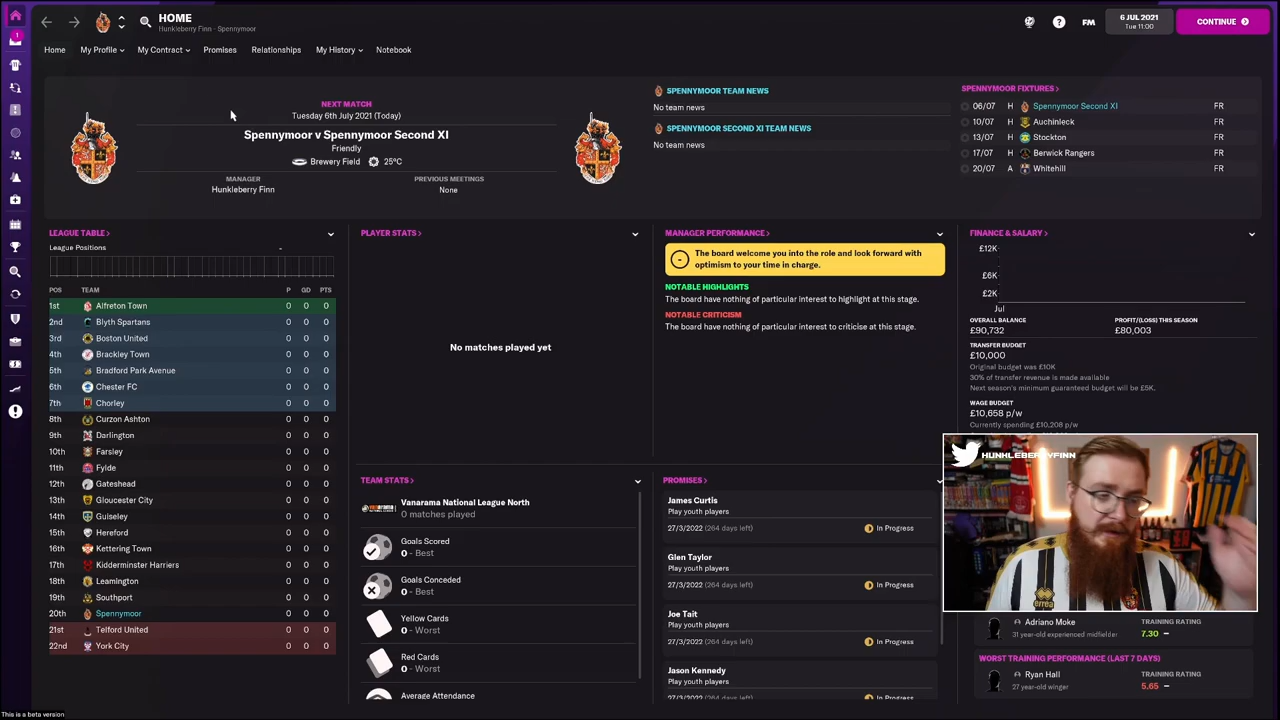 HOME
Hunkleberry Finn - Spennymoor
FM
6 JUL 2021
Tue 11:00
CONTINUE
1
Home
My Profile
My Contract
Promises
Relationships
My History
Notebook
NEXT MATCH
Tuesday 6th July 2021 (Today)
Spennymoor v Spennymoor Second XI
Friendly
Brewery Field 25°C
MANAGER
Hunkleberry Finn
PREVIOUS MEETINGS
None
SPENNYMOOR TEAM NEWS
No team news
SPENNYMOOR SECOND XI TEAM NEWS
No team news
SPENNYMOOR FIXTURES
06/07 H Spennymoor Second XI FR
10/07 H Auchinleck FR
13/07 H Stockton FR
17/07 H Berwick Rangers FR
20/07 A Whitehill FR
LEAGUE TABLE
League Positions
POS TEAM P GD PTS
1st Alfreton Town 0 0 0
2nd Blyth Spartans 0 0 0
3rd Boston United 0 0 0
4th Brackley Town 0 0 0
5th Bradford Park Avenue 0 0 0
6th Chester FC 0 0 0
7th Chorley 0 0 0
8th Curzon Ashton 0 0 0
9th Darlington 0 0 0
10th Farsley 0 0 0
11th Fylde 0 0 0
12th Gateshead 0 0 0
13th Gloucester City 0 0 0
14th Guiseley 0 0 0
15th Hereford 0 0 0
16th Kettering Town 0 0 0
17th Kidderminster Harriers 0 0 0
18th Leamington 0 0 0
19th Southport 0 0 0
20th Spennymoor 0 0 0
21st Telford United 0 0 0
22nd York City 0 0 0
PLAYER STATS
No matches played yet
TEAM STATS
Vanarama National League North
0 matches played
Goals Scored
0 - Best
Goals Conceded
0 - Best
Yellow Cards
0 - Worst
Red Cards
0 - Worst
Average Attendance
MANAGER PERFORMANCE
The board welcome you into the role and look forward with
optimism to your time in charge.
NOTABLE HIGHLIGHTS
The board have nothing of particular interest to highlight at this stage.
NOTABLE CRITICISM
The board have nothing of particular interest to criticise at this stage.
PROMISES
James Curtis
Play youth players
27/3/2022 (264 days left) In Progress
Glen Taylor
Play youth players
27/3/2022 (264 days left) In Progress
Joe Tait
Play youth players
27/3/2022 (264 days left) In Progress
Jason Kennedy
Play youth players
27/3/2022 (264 days left) In Progress
FINANCE & SALARY
£12K
£6K
£2K
Jul
OVERALL BALANCE
£90,732
PROFIT/(LOSS) THIS SEASON
£80,003
TRANSFER BUDGET
£10,000
Original budget was £10K
30% of transfer revenue is made available
Next season's minimum guaranteed budget will be £5K.
WAGE BUDGET
£10,658 p/w
Currently spending £10,208 p/w
HUNKLEBERRYFINN
errea
Adriano Moke
31 year-old experienced midfielder
TRAINING RATING
7.30
WORST TRAINING PERFORMANCE (LAST 7 DAYS)
Ryan Hall
27 year-old winger
TRAINING RATING
5.65
This is a beta version